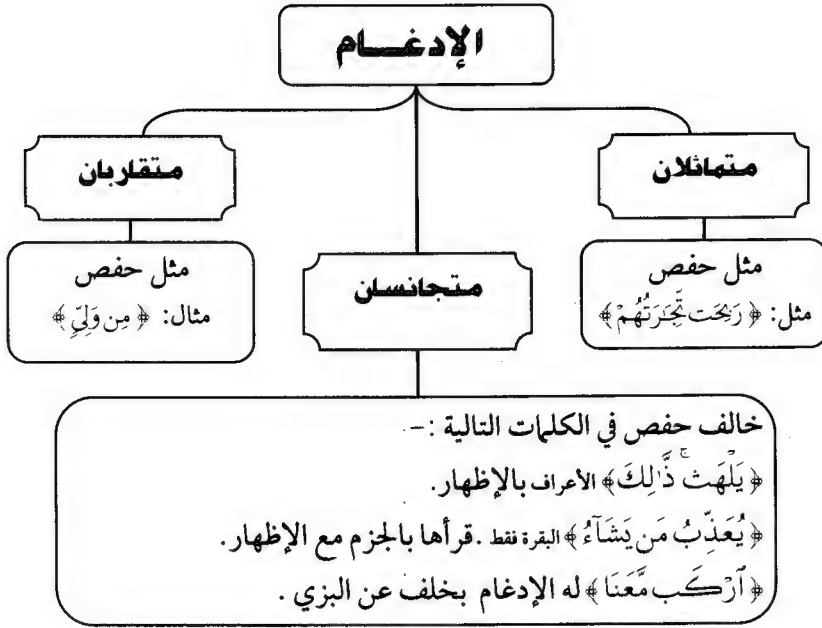 الإدغـــام
متماثلان
متقاربان
مثل حفص
مثل: ﴿رَبِحَت تِّجَٰرَتُهُمْ﴾
مثل حفص
مثال: ﴿مِن وَلِيٍّ﴾
متجانسان
خالف حفص في الكلمات التالية :-
﴿يَلْهَث ۚ ذَّٰلِكَ﴾ الأعراف بالإظهار.
﴿يُعَذِّبُ مَن يَشَآءُ﴾ البقرة فقط . قرأها بالجزم مع الإظهار.
﴿ٱرْكَب مَّعَنَا﴾ له الإدغام بخلف عن البزي .